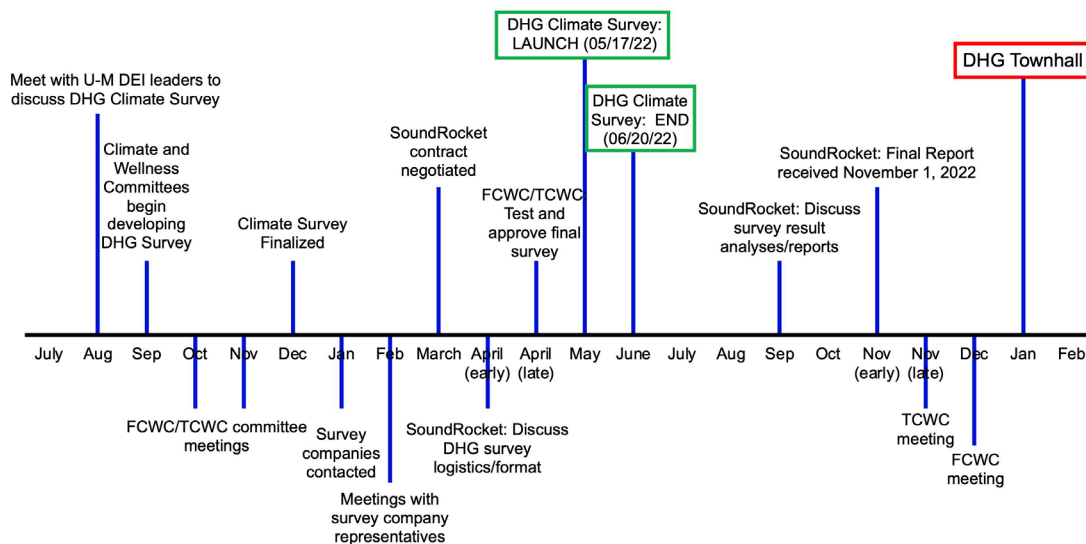 DHG Climate Survey:
LAUNCH (05/17/22)
DHG Townhall
Meet with U-M DEI leaders to
discuss DHG Climate Survey
DHG Climate
Survey: END
(06/20/22)
Climate and
Wellness
Committees
begin
developing
DHG Survey
SoundRocket
contract
negotiated
SoundRocket: Final Report
received November 1, 2022
FCWC/TCWC
Test and
approve final
survey
Climate Survey
Finalized
SoundRocket: Discuss
survey result
analyses/reports
July Aug Sep Oct Nov Dec Jan Feb March April April May June July Aug Sep Oct Nov Nov Dec Jan Feb
(early) (late) (early) (late)
FCWC/TCWC committee
meetings
Survey
companies
contacted
SoundRocket: Discuss
DHG survey
logistics/format
TCWC
meeting
FCWC
meeting
Meetings with
survey company
representatives